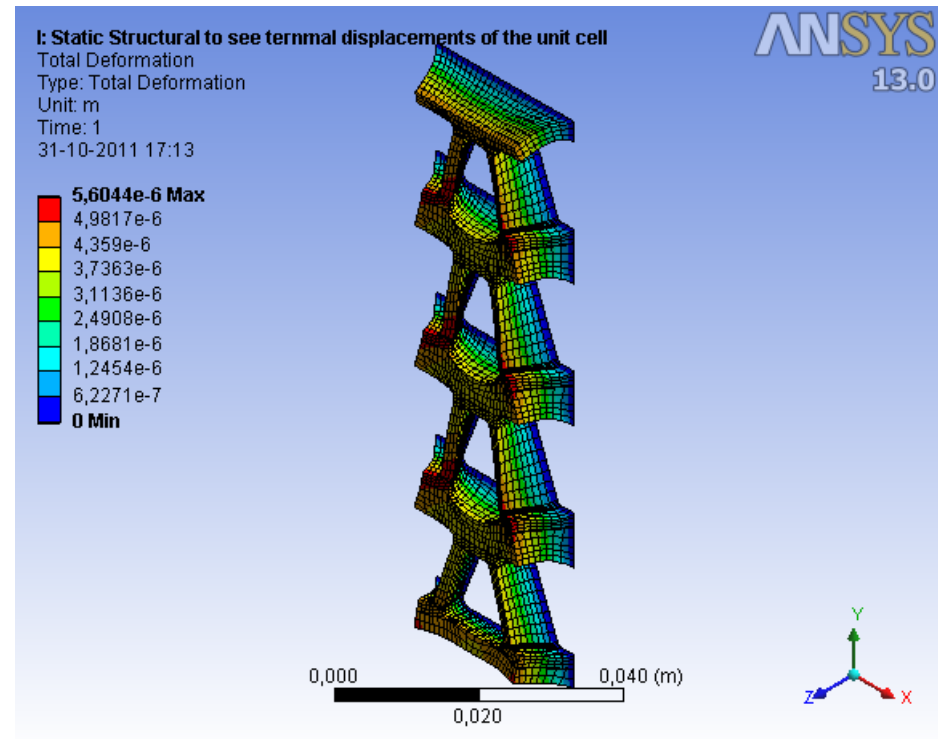 I: Static Structural to see ternmal displacements of the unit cell
Total Deformation
Type: Total Deformation
Unit: m
Time: 1
31-10-2011 17:13
5,6044e-6 Max
4,9817e-6
4,359e-6
3,7363e-6
3,1136e-6
2,4908e-6
1,8681e-6
1,2454e-6
6,2271e-7
0 Min
ANSYS
13.0
0,000
0,040 (m)
0,020
Y
Z
X